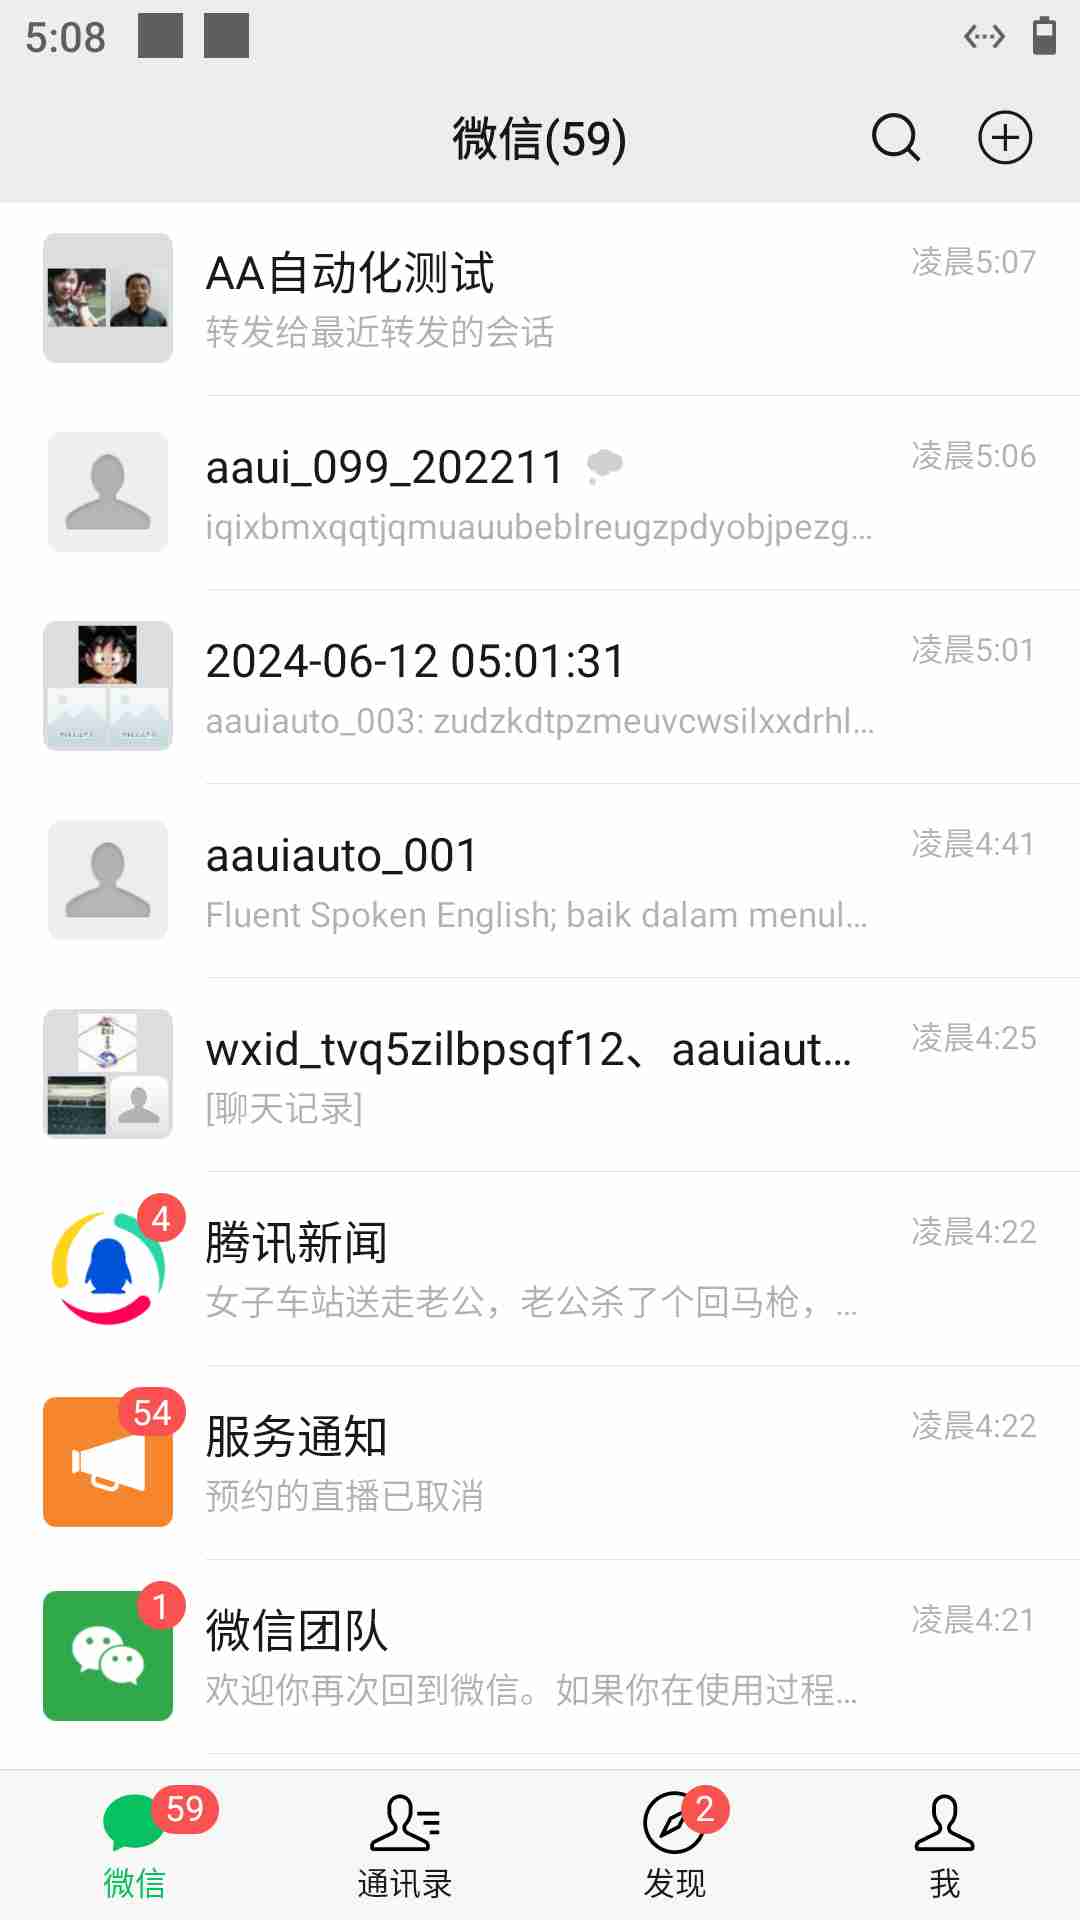 5:08
微信(59)
AA自动化测试
凌晨5:07
转发给最近转发的会话
aaui_099_202211
凌晨5:06
iqixbmxqqtjqmuauubeblreugzpdyobjpezg...
2024-06-12 05:01:31
凌晨5:01
aauiauto_003: zudzkdtpzmeuvcwsilxxdrhl...
aauiauto_001
凌晨4:41
Fluent Spoken English; baik dalam menul...
wxid_tvq5zilbpsqf12、aauiaut...
凌晨4:25
[聊天记录]
4
腾讯新闻
凌晨4:22
女子车站送走老公，老公杀了个回马枪，...
54
服务通知
凌晨4:22
预约的直播已取消
1
微信团队
凌晨4:21
欢迎你再次回到微信。如果你在使用过程...
59
2
微信
通讯录
发现
我